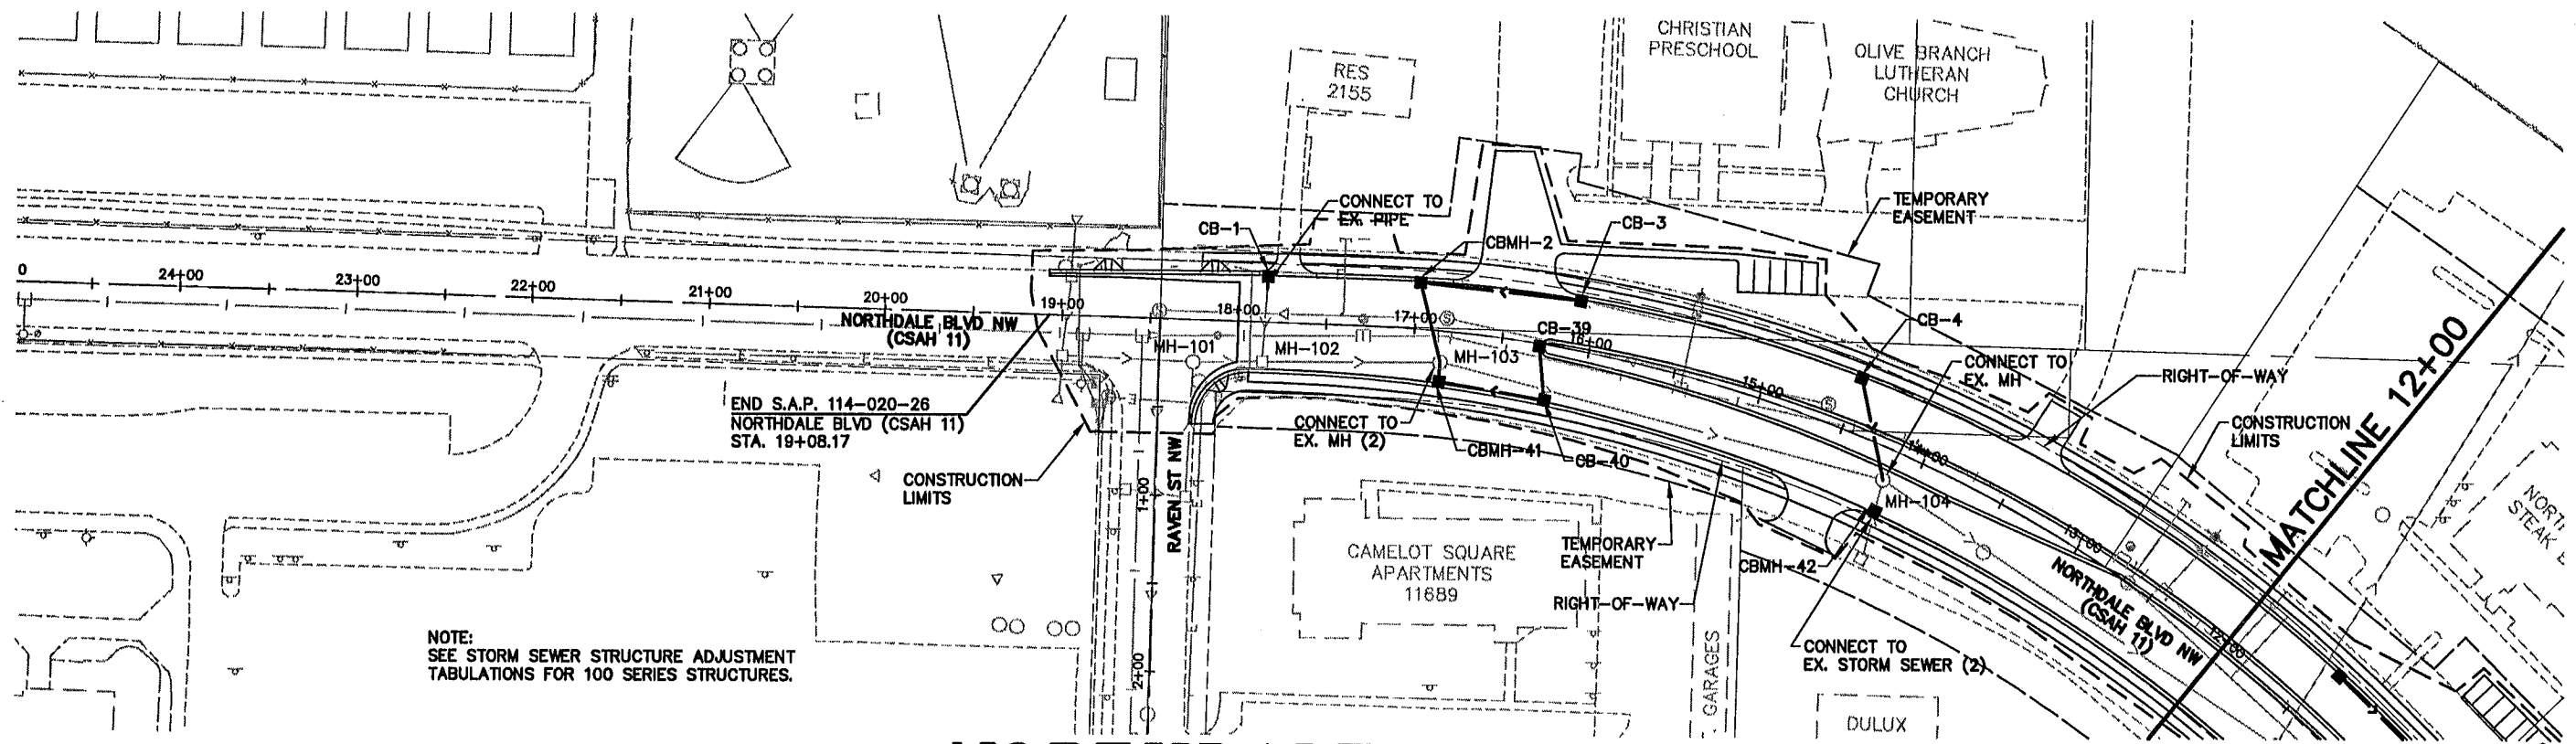 CHRISTIAN
PRESCHOOL
OLIVE BRANCH
LUTHERAN
CHURCH
RES
2155
CONNECT TO
EX. PIPE
TEMPORARY
EASEMENT
CB-1
CB-3
CBMH-2
0
24+00
23+00
22+00
21+00
20+00
19+00
18+00
17+00
16+00
15+00
14+00
13+00
12+00
NORTHDALE BLVD NW
(CSAH 11)
MH-101
MH-102
MH-103
CB-39
CB-4
CONNECT TO
EX. MH
RIGHT-OF-WAY
MATCHLINE 12+00
END S.A.P. 114-020-26
NORTHDALE BLVD (CSAH 11)
STA. 19+08.17
CONNECT TO
EX. MH (2)
CBMH-41
CB-40
CONSTRUCTION
LIMITS
CONSTRUCTION
LIMITS
1+00
RAVEN ST NW
2+00
MH-104
CAMELOT SQUARE
APARTMENTS
11689
TEMPORARY
EASEMENT
CBMH-42
RIGHT-OF-WAY
NORTHDALE BLVD NW
(CSAH 11)
GARAGES
CONNECT TO
EX. STORM SEWER (2)
DULUX
STEAK
NOTE:
SEE STORM SEWER STRUCTURE ADJUSTMENT
TABULATIONS FOR 100 SERIES STRUCTURES.